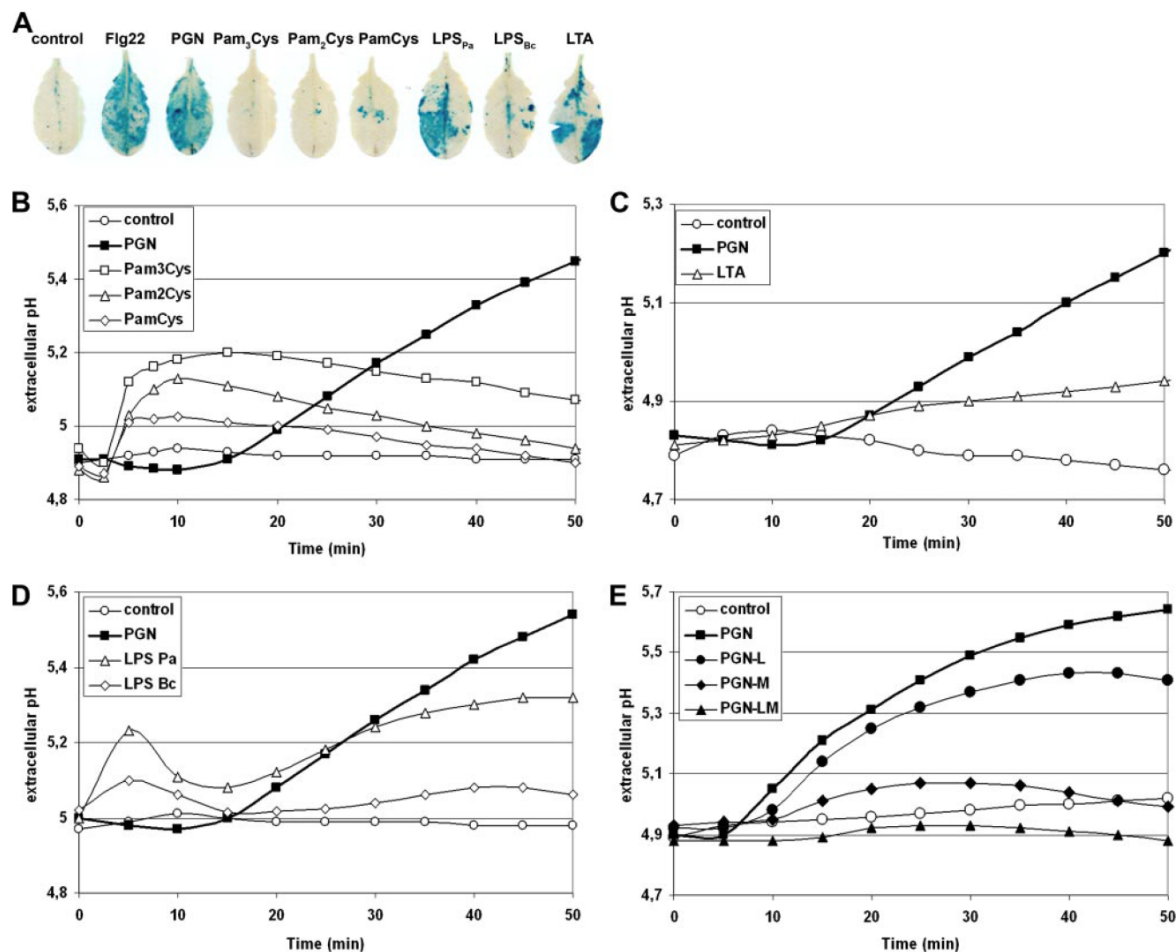 A
control Flg22 PGN Pam3Cys Pam2Cys PamCys LPSPa LPSBc LTA
B
extracellular pH
5,6
5,4
5,2
5
4,8
control
PGN
Pam3Cys
Pam2Cys
PamCys
0 10 20 30 40 50
Time (min)
C
extracellular pH
5,3
5,1
4,9
4,7
control
PGN
LTA
0 10 20 30 40 50
Time (min)
D
extracellular pH
5,6
5,4
5,2
5,0
4,8
control
PGN
LPS Pa
LPS Bc
0 10 20 30 40 50
Time (min)
E
extracellular pH
5,7
5,5
5,3
5,1
4,9
4,7
control
PGN
PGN-L
PGN-M
PGN-LM
0 10 20 30 40 50
Time (min)